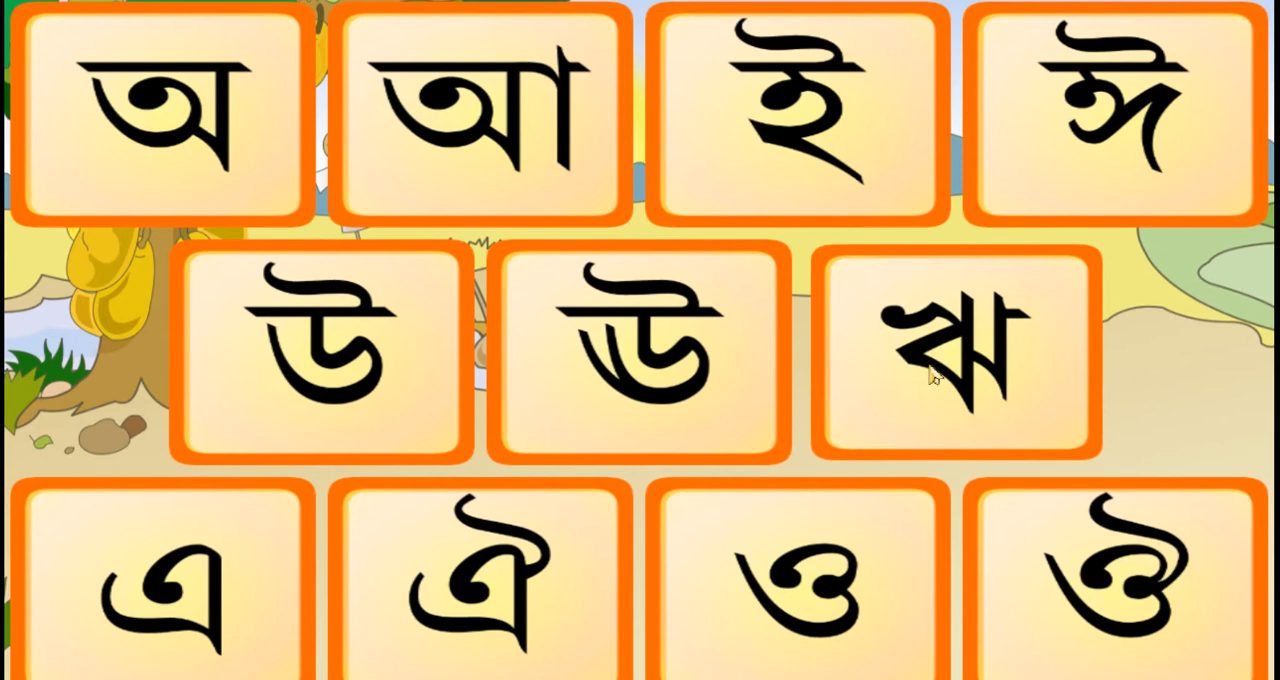 অ আ ই ঈ
উ ঊ ঋ
এ ঐ ও ঔ